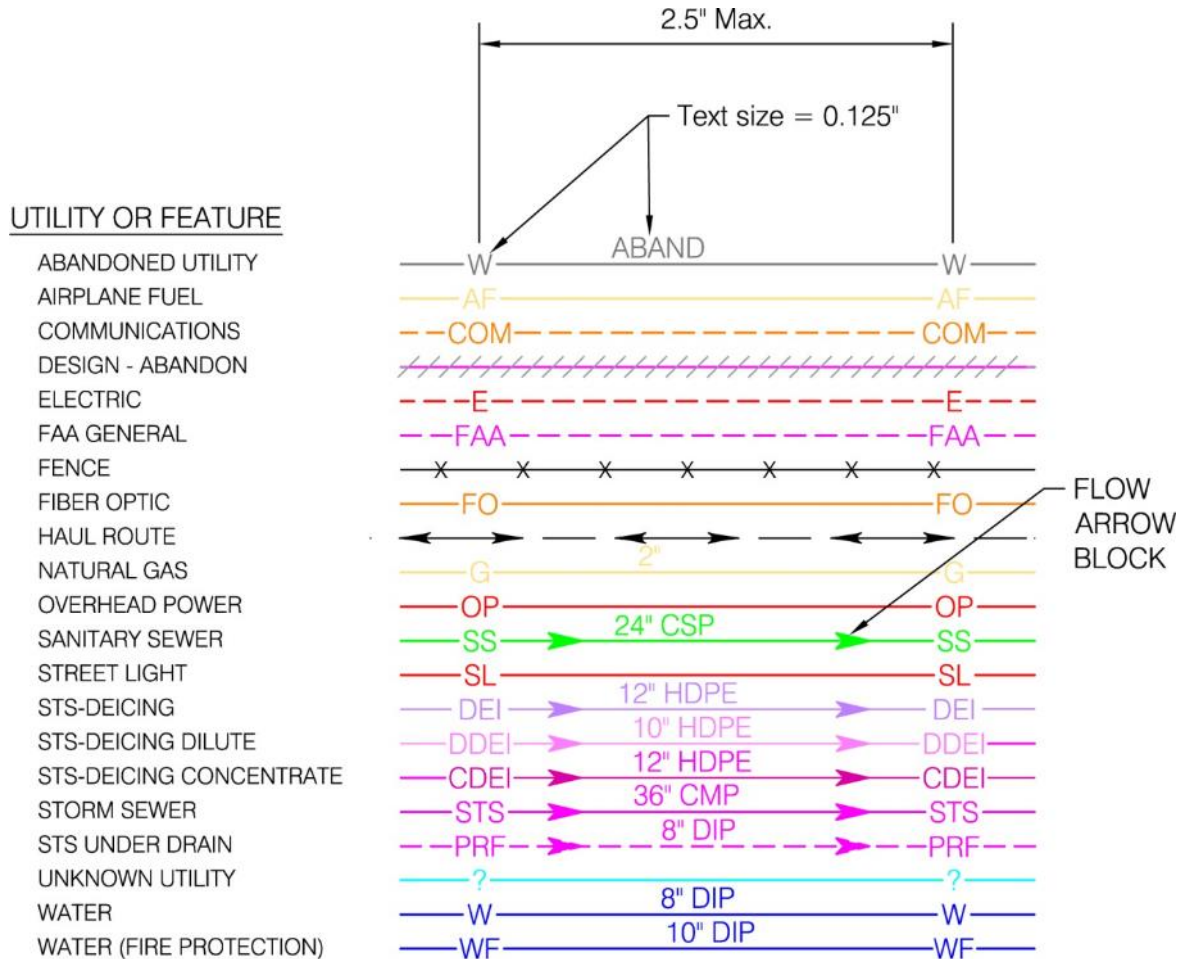 2.5" Max.
Text size = 0.125"
UTILITY OR FEATURE
ABANDONED UTILITY W ABAND W
AIRPLANE FUEL AF AF
COMMUNICATIONS COM COM
DESIGN - ABANDON
ELECTRIC E E
FAA GENERAL FAA FAA
FENCE X X X X X X X
FIBER OPTIC FO FO
FLOW
ARROW
BLOCK
HAUL ROUTE
NATURAL GAS G 2" G
OVERHEAD POWER OP OP
SANITARY SEWER SS 24" CSP SS
STREET LIGHT SL SL
STS-DEICING DEI 12" HDPE DEI
STS-DEICING DILUTE DDEI 10" HDPE DDEI
STS-DEICING CONCENTRATE CDEI 12" HDPE CDEI
STORM SEWER STS 36" CMP STS
STS UNDER DRAIN PRF 8" DIP PRF
UNKNOWN UTILITY ? ?
WATER W 8" DIP W
WATER (FIRE PROTECTION) WF 10" DIP WF